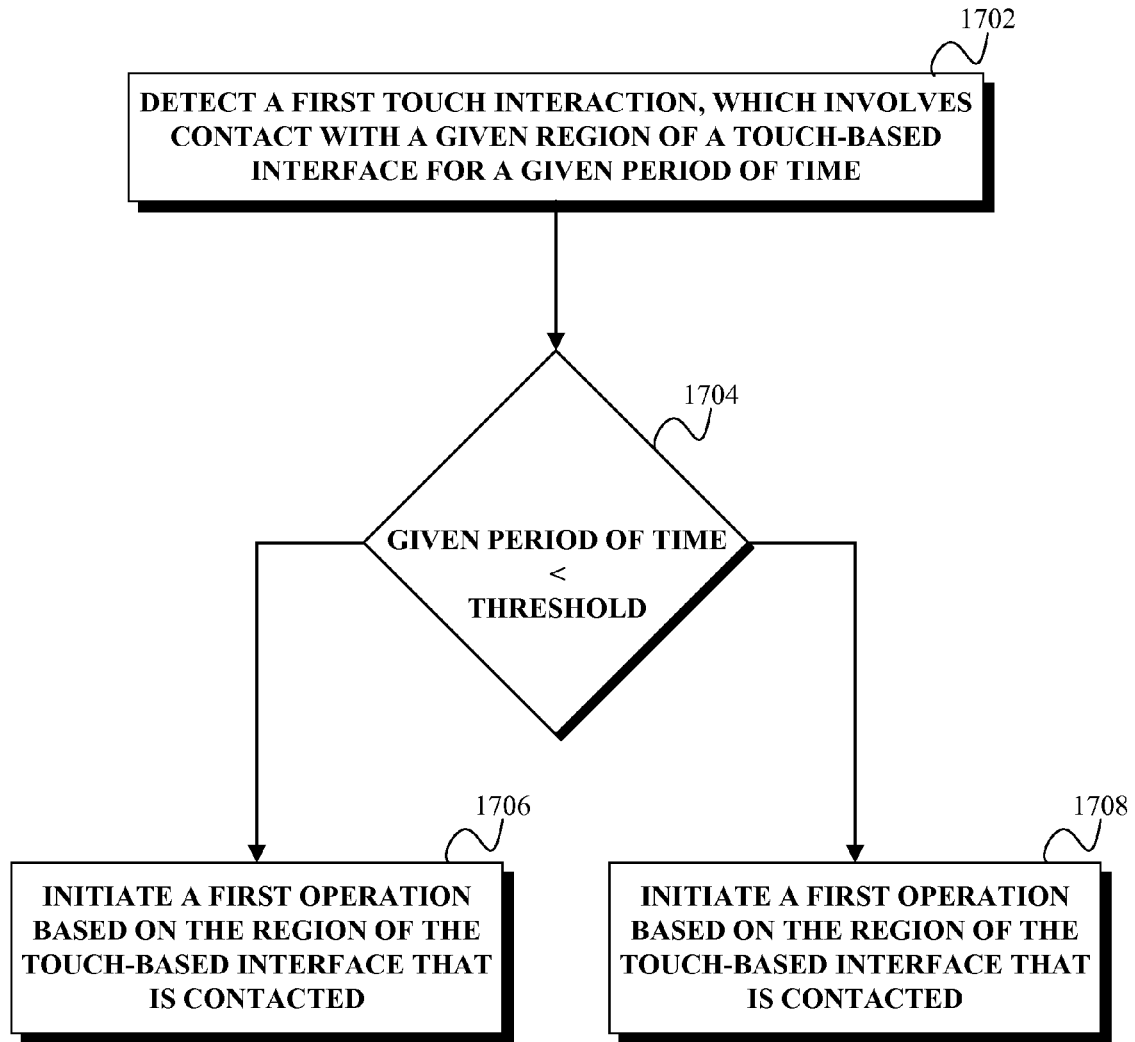 1702
DETECT A FIRST TOUCH INTERACTION, WHICH INVOLVES
CONTACT WITH A GIVEN REGION OF A TOUCH-BASED
INTERFACE FOR A GIVEN PERIOD OF TIME
1704
GIVEN PERIOD OF TIME
<
THRESHOLD
1706
INITIATE A FIRST OPERATION
BASED ON THE REGION OF THE
TOUCH-BASED INTERFACE THAT
IS CONTACTED
1708
INITIATE A FIRST OPERATION
BASED ON THE REGION OF THE
TOUCH-BASED INTERFACE THAT
IS CONTACTED